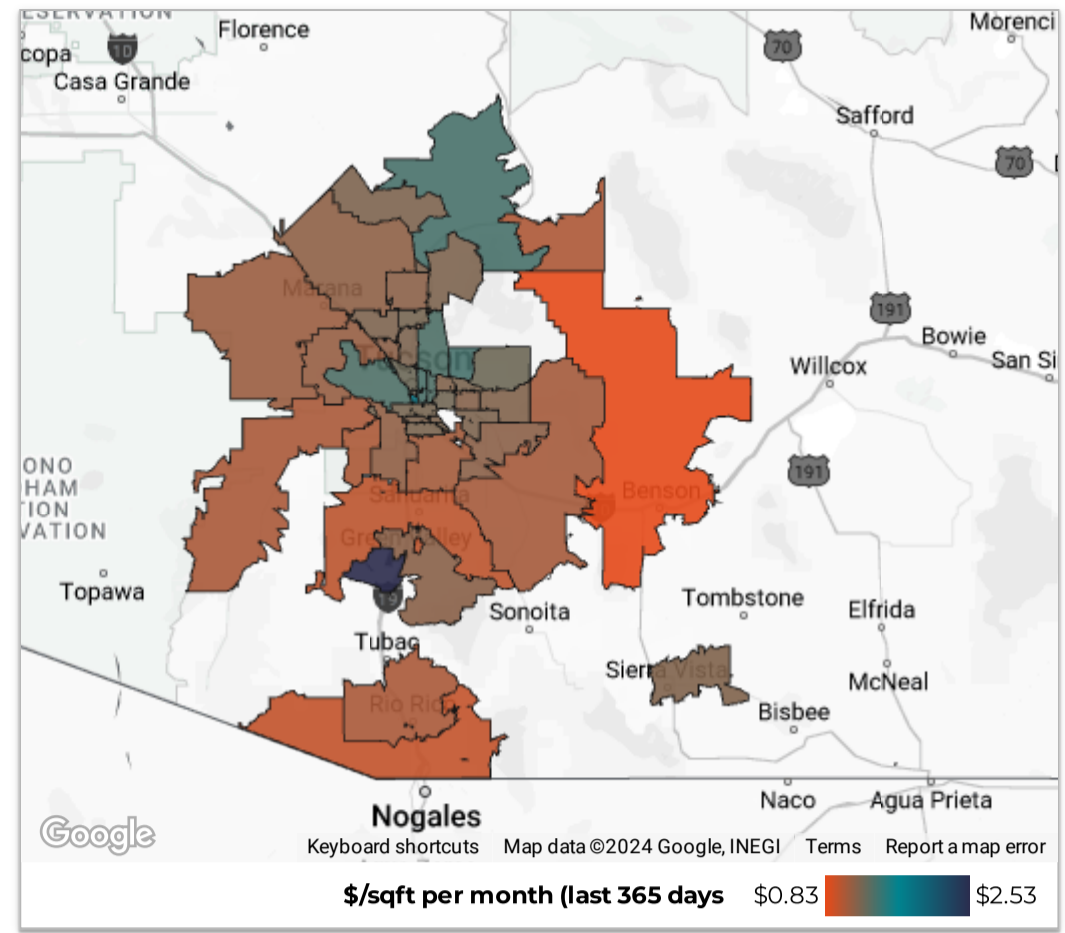 ESERVATION
Florence
Morenci
10
70
copa
Casa Grande
Safford
70
Marana
191
Bowie
Tucson
Willcox
San Si
191
ONO
HAM
TION
VATION
Benson
Sahuarita
Green Valley
Topawa
19
Sonoita
Tombstone
Elfrida
Tubac
Sierra Vista
McNeal
Rio Ric
Bisbee
Naco
Agua Prieta
Nogales
Google
Keyboard shortcuts
Map data ©2024 Google, INEGI
Terms
Report a map error
$/sqft per month (last 365 days
$0.83
$2.53